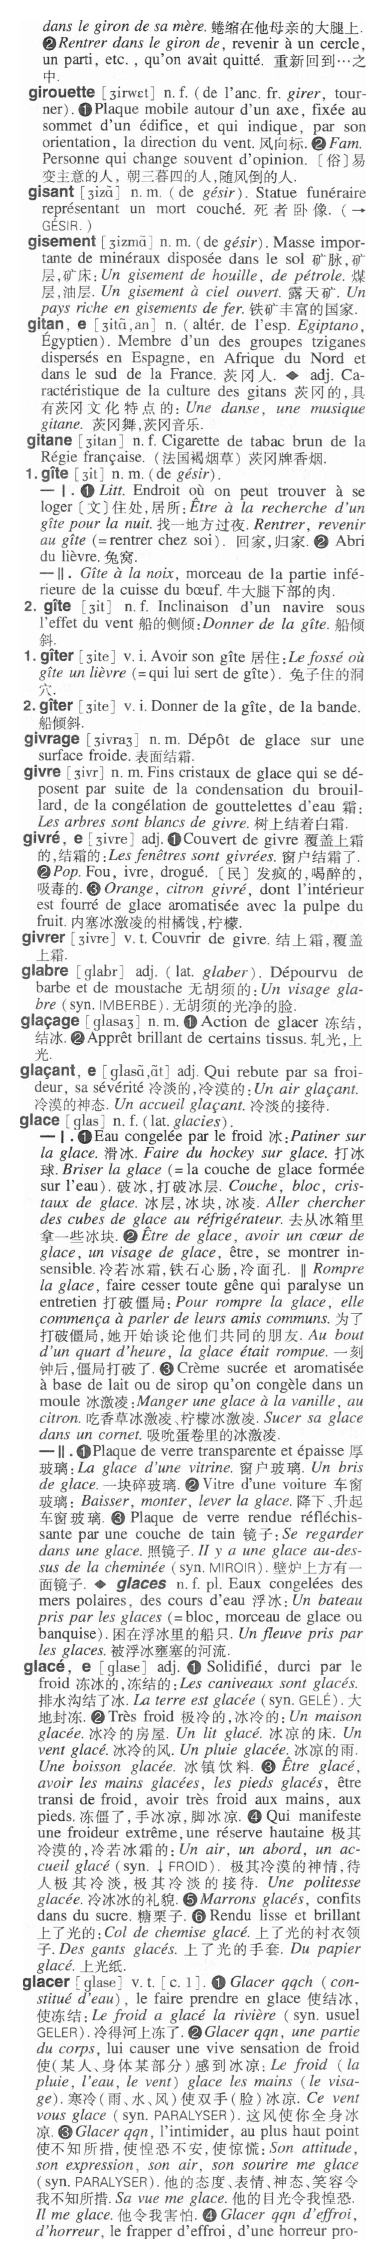 dans le giron de sa mère. 蜷缩在他母亲的大腿上.
❷Rentrer dans le giron de, revenir à un cercle,
un parti, etc. , qu'on avait quitté. 重新回到…之
中.
girouette [ʒirwɛt] n. f. (de l'anc. fr. girer, tour-
ner). ❶Plaque mobile autour d'un axe, fixée au
sommet d'un édifice, et qui indique, par son
orientation, la direction du vent. 风向标. ❷ Fam.
Personne qui change souvent d'opinion. 〔俗〕易
变主意的人, 朝三暮四的人,随风倒的人.
gisant [ʒizɑ̃] n. m. (de gésir). Statue funéraire
représentant un mort couché. 死者卧像. (→
GÉSIR. )
gisement [ʒizmɑ̃] n. m. (de gésir). Masse impor-
tante de minéraux disposée dans le sol 矿脉,矿
层,矿床: Un gisement de houille, de pétrole. 煤
层,油层. Un gisement à ciel ouvert. 露天矿. Un
pays riche en gisements de fer. 铁矿丰富的国家.
gitan, e [ʒitɑ̃,an] n. (altér. de l'esp. Egiptano,
Égyptien). Membre d'un des groupes tziganes
dispersés en Espagne, en Afrique du Nord et
dans le sud de la France. 茨冈人. ◆ adj. Ca-
ractéristique de la culture des gitans 茨冈的,具
有茨冈文化特点的: Une danse, une musique
gitane. 茨冈舞,茨冈音乐.
gitane [ʒitan] n. f. Cigarette de tabac brun de la
Régie française. (法国褐烟草) 茨冈牌香烟.
1. gîte [ʒit] n. m. (de gésir).
— Ⅰ. ❶ Litt. Endroit où on peut trouver à se
loger〔文〕住处,居所: Être à la recherche d'un
gîte pour la nuit. 找一地方过夜. Rentrer, revenir
au gîte (= rentrer chez soi). 回家,归家. ❷ Abri
du lièvre. 兔窝.
— Ⅱ. Gîte à la noix, morceau de la partie infé-
rieure de la cuisse du bœuf. 牛大腿下部的肉.
2. gîte [ʒit] n. f. Inclinaison d'un navire sous
l'effet du vent 船的侧倾: Donner de la gîte. 船倾
斜.
1. gîter [ʒite] v. i. Avoir son gîte 居住: Le fossé où
gîte un lièvre (= qui lui sert de gîte). 兔子住的洞
穴.
2. gîter [ʒite] v. i. Donner de la gîte, de la bande.
船倾斜.
givrage [ʒivraʒ] n. m. Dépôt de glace sur une
surface froide. 表面结霜.
givre [ʒivr] n. m. Fins cristaux de glace qui se dé-
posent par suite de la condensation du brouil-
lard, de la congélation de gouttelettes d'eau 霜:
Les arbres sont blancs de givre. 树上结着白霜.
givré, e [ʒivre] adj. ❶Couvert de givre 覆盖上霜
的,结霜的: Les fenêtres sont givrées. 窗户结霜了.
❷Pop. Fou, ivre, drogué. 〔民〕发疯的,喝醉的,
吸毒的. ❸ Orange, citron givré, dont l'intérieur
est fourré de glace aromatisée avec la pulpe du
fruit. 内塞冰激凌的柑橘饯,柠檬.
givrer [ʒivre] v. t. Couvrir de givre. 结上霜,覆盖
上霜.
glabre [glabr] adj. (lat. glaber). Dépourvu de
barbe et de moustache 无胡须的: Un visage gla-
bre (syn. IMBERBE). 无胡须的光净的脸.
glaçage [glasaʒ] n. m. ❶ Action de glacer 冻结,
结冰. ❷ Apprêt brillant de certains tissus. 轧光,上
光.
glaçant, e [glasɑ̃,ɑ̃t] adj. Qui rebute par sa froi-
deur, sa sévérité 冷淡的,冷漠的: Un air glaçant.
冷漠的神态. Un accueil glaçant. 冷淡的接待.
glace [glas] n. f. (lat. glacies).
— Ⅰ. ❶Eau congelée par le froid 冰: Patiner sur
la glace. 滑冰. Faire du hockey sur glace. 打冰
球. Briser la glace (= la couche de glace formée
sur l'eau). 破冰,打破冰层. Couche, bloc, cris-
taux de glace. 冰层,冰块,冰凌. Aller chercher
des cubes de glace au réfrigérateur. 去从冰箱里
拿一些冰块. ❷ Être de glace, avoir un cœur de
glace, un visage de glace, être, se montrer in-
sensible. 冷若冰霜,铁石心肠,冷面孔. ‖ Rompre
la glace, faire cesser toute gêne qui paralyse un
entretien 打破僵局: Pour rompre la glace, elle
commença à parler de leurs amis communs. 为了
打破僵局,她开始谈论他们共同的朋友. Au bout
d'un quart d'heure, la glace était rompue. 一刻
钟后,僵局打破了. ❸ Crème sucrée et aromatisée
à base de lait ou de sirop qu'on congèle dans un
moule 冰激凌: Manger une glace à la vanille, au
citron. 吃香草冰激凌、柠檬冰激凌. Sucer sa glace
dans un cornet. 吸吮蛋卷里的冰激凌.
— Ⅱ. ❶Plaque de verre transparente et épaisse 厚
玻璃: La glace d'une vitrine. 窗户玻璃. Un bris
de glace. 一块碎玻璃. ❷ Vitre d'une voiture 车窗
玻璃: Baisser, monter, lever la glace. 降下、升起
车窗玻璃. ❸ Plaque de verre rendue réfléchis-
sante par une couche de tain 镜子: Se regarder
dans une glace. 照镜子. Il y a une glace au-des-
sus de la cheminée (syn. MIROIR). 壁炉上方有一
面镜子. ◆ glaces n. f. pl. Eaux congelées des
mers polaires, des cours d'eau 浮冰: Un bateau
pris par les glaces (= bloc, morceau de glace ou
banquise). 困在浮冰里的船只. Un fleuve pris par
les glaces. 被浮冰壅塞的河流.
glacé, e [glase] adj. ❶ Solidifié, durci par le
froid 冻冰的,冻结的: Les caniveaux sont glacés.
排水沟结了冰. La terre est glacée (syn. GELÉ). 大
地封冻. ❷ Très froid 极冷的,冰冷的: Un maison
glacée. 冰冷的房屋. Un lit glacé. 冰凉的床. Un
vent glacé. 冰冷的风. Un pluie glacée. 冰凉的雨.
Une boisson glacée. 冰镇饮料. ❸ Être glacé,
avoir les mains glacées, les pieds glacés, être
transi de froid, avoir très froid aux mains, aux
pieds. 冻僵了,手冰凉,脚冰凉. ❹ Qui manifeste
une froideur extrême, une réserve hautaine 极其
冷漠的,冷若冰霜的: Un air, un abord, un ac-
cueil glacé (syn. ↓ FROID). 极其冷漠的神情,待
人极其冷淡,极其冷淡的接待. Une politesse
glacée. 冷冰冰的礼貌. ❺ Marrons glacés, confits
dans du sucre. 糖栗子. ❻ Rendu lisse et brillant
上了光的: Col de chemise glacé. 上了光的衬衣领
子. Des gants glacés. 上了光的手套. Du papier
glacé. 上光纸.
glacer [glase] v. t. [c. 1]. ❶ Glacer qqch (con-
stitué d'eau), le faire prendre en glace 使结冰,
使冻结: Le froid a glacé la rivière (syn. usuel
GELER). 冷得河上冻了. ❷ Glacer qqn, une partie
du corps, lui causer une vive sensation de froid
使(某人、身体某部分)感到冰凉: Le froid (la
pluie, l'eau, le vent) glace les mains (le visa-
ge). 寒冷(雨、水、风)使双手(脸)冰凉. Ce vent
vous glace (syn. PARALYSER). 这风使你全身冰
凉. ❸ Glacer qqn, l'intimider, au plus haut point
使不知所措,使惶恐不安,使惊慌: Son attitude,
son expression, son air, son sourire me glace
(syn. PARALYSER). 他的态度、表情、神态、笑容令
我不知所措. Sa vue me glace. 他的目光令我惶恐.
Il me glace. 他令我害怕. ❹ Glacer qqn d'effroi,
d'horreur, le frapper d'effroi, d'une horreur pro-